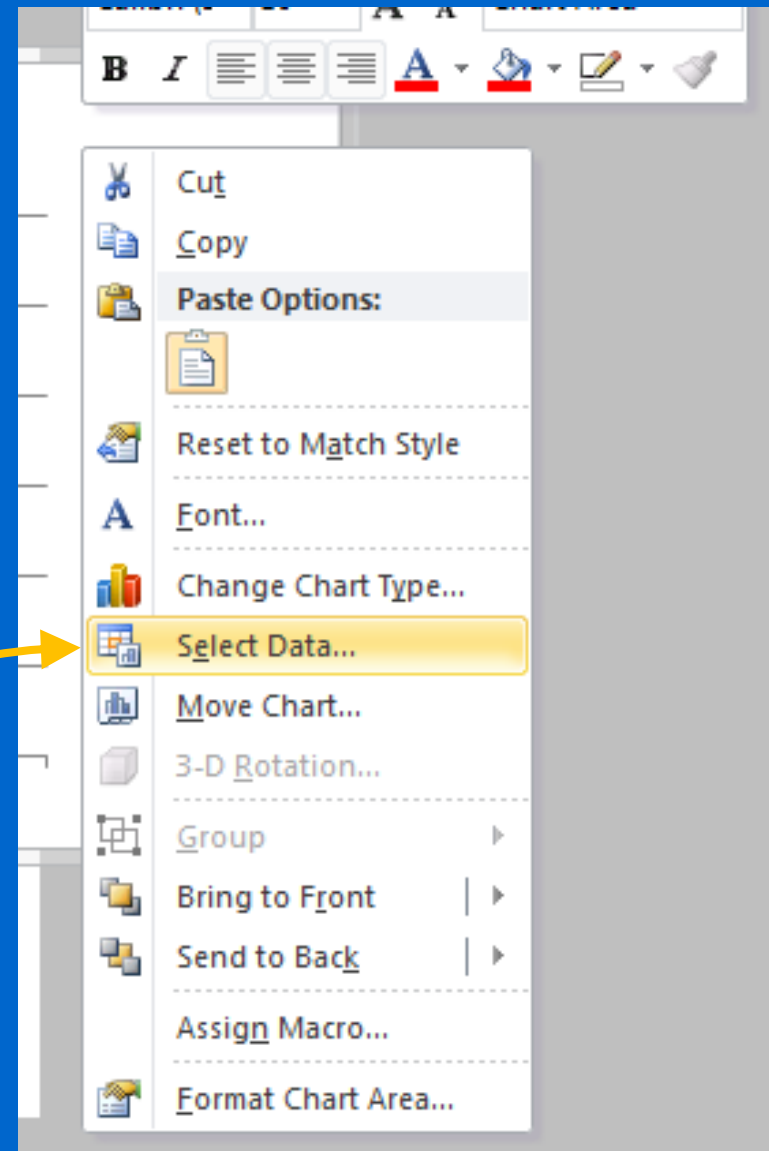 B I A
Cut
Copy
Paste Options:
Reset to Match Style
A Font...
Change Chart Type...
Select Data...
Move Chart...
3-D Rotation...
Group
Bring to Front
Send to Back
Assign Macro...
Format Chart Area...